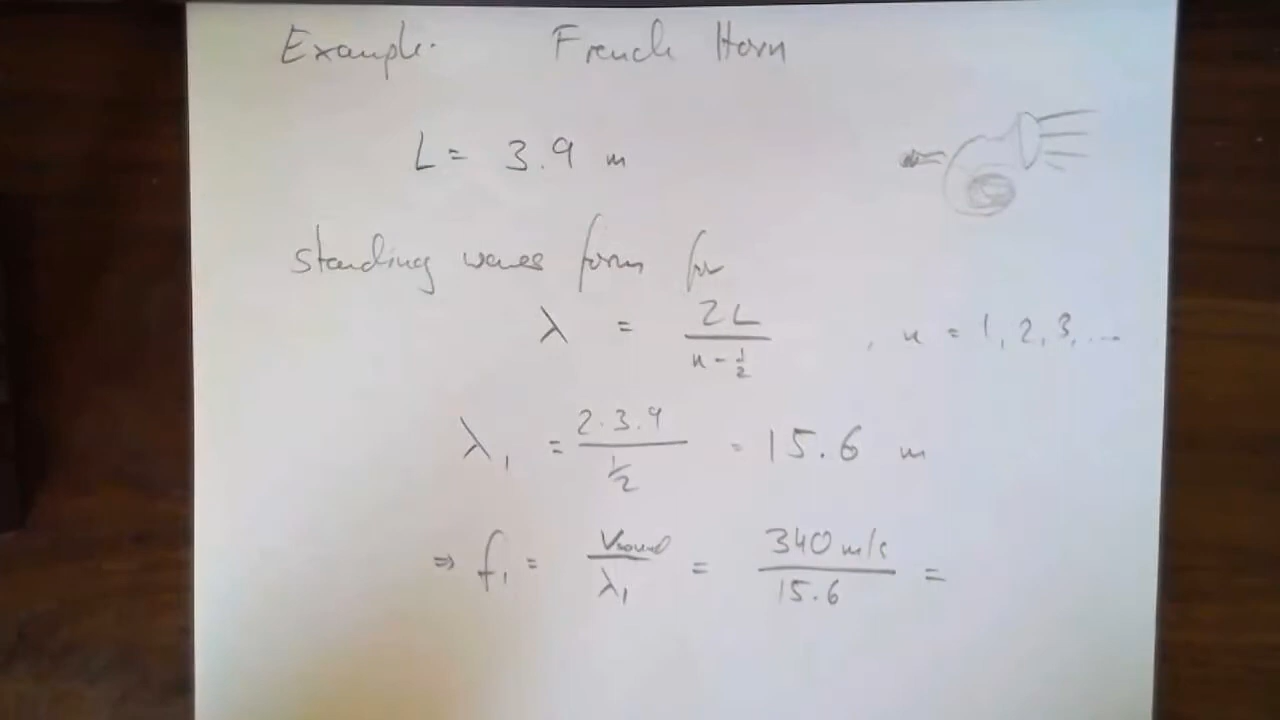 Example. French Horn
L = 3.9 m
standing waves form for
λ = 2L / (n - 1/2) , n = 1, 2, 3, ...
λ₁ = 2·3.9 / (1/2) = 15.6 m
⇒ f₁ = Vsound / λ₁ = 340 m/s / 15.6 =